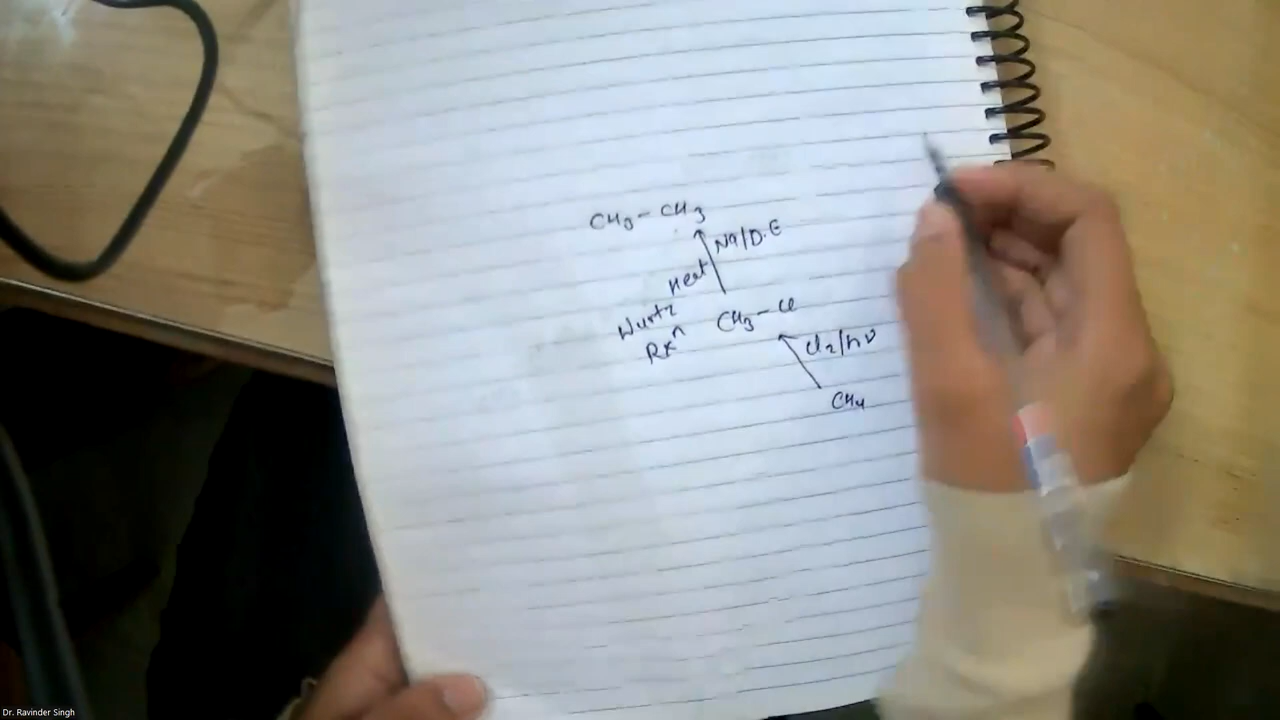 CH3 - CH3
Na/D.E
Heat
Wurtz
Rxn
CH3 - Cl
Cl2/hν
CH4
Dr. Ravinder Singh